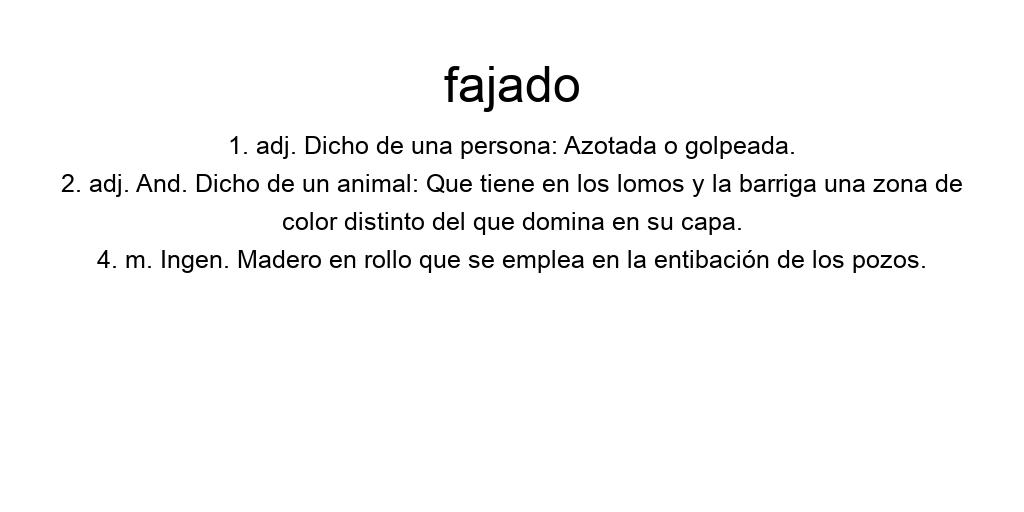 fajado
1. adj. Dicho de una persona: Azotada o golpeada.
2. adj. And. Dicho de un animal: Que tiene en los lomos y la barriga una zona de
color distinto del que domina en su capa.
4. m. Ingen. Madero en rollo que se emplea en la entibación de los pozos.